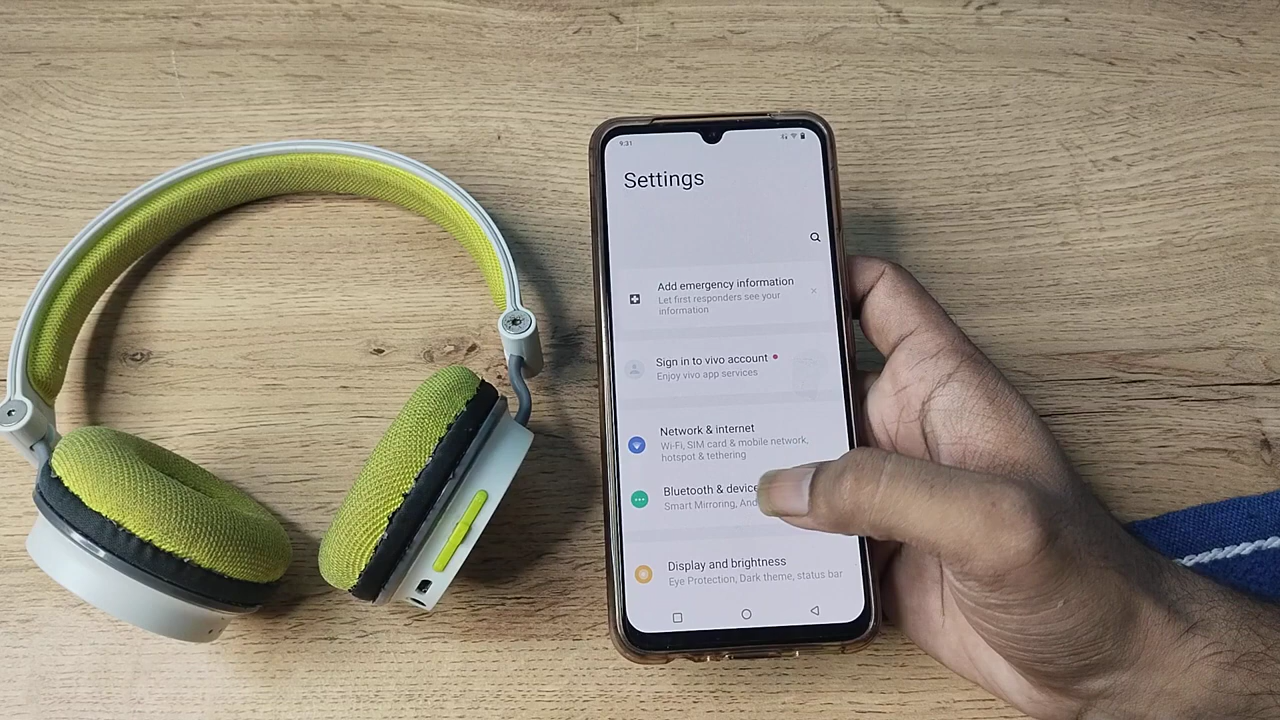 9:31
Settings
Add emergency information
Let first responders see your
information
Sign in to vivo account
Enjoy vivo app services
Network & internet
Wi-Fi, SIM card & mobile network,
hotspot & tethering
Bluetooth & device
Smart Mirroring,
Display and brightness
Eye Protection, Dark theme, status bar